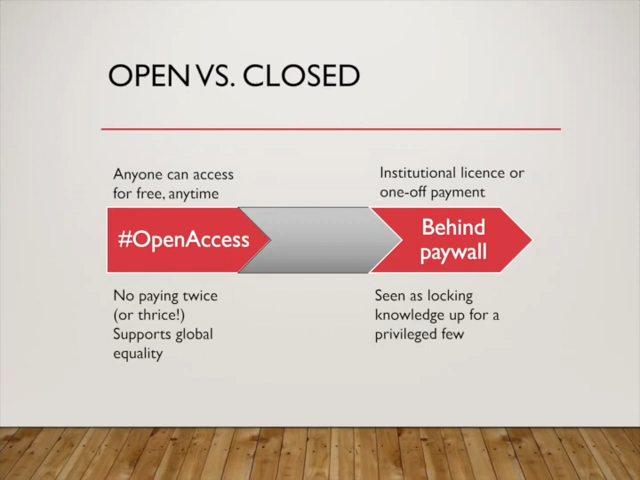 OPEN VS. CLOSED
Anyone can access
for free, anytime
Institutional licence or
one-off payment
#OpenAccess
Behind
paywall
No paying twice
(or thrice!)
Supports global
equality
Seen as locking
knowledge up for a
privileged few